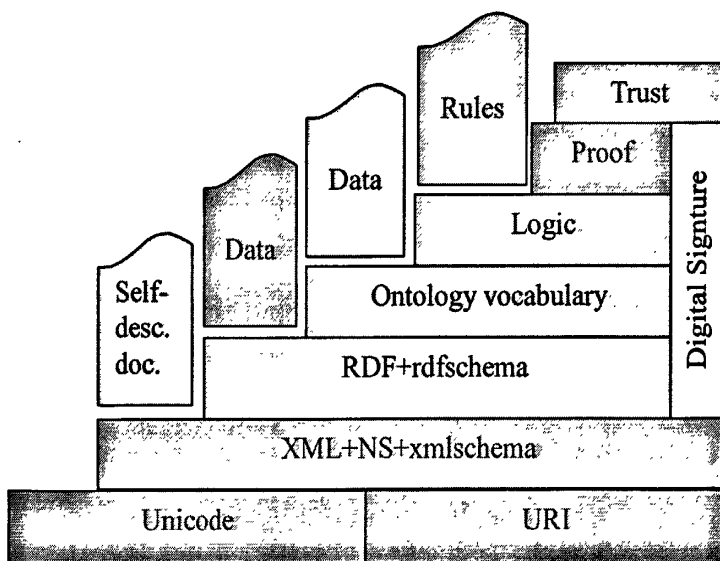 Rules
Trust
Proof
Data
Logic
Data
Self-
desc.
doc.
Ontology vocabulary
Digital Signture
RDF+rdfschema
XML+NS+xmlschema
Unicode
URI